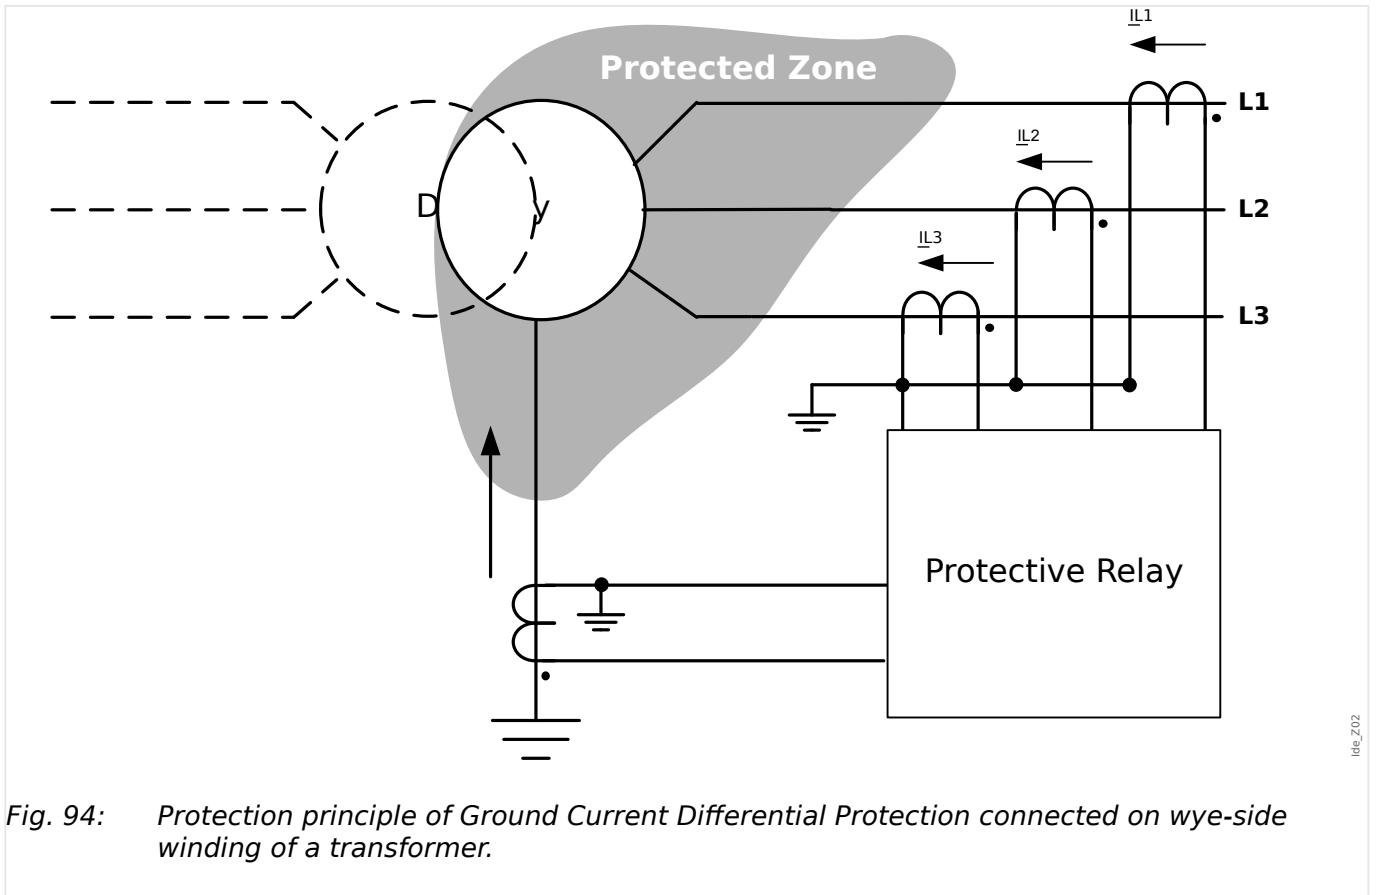 IL1
Protected Zone
L1
IL2
D y
L2
IL3
L3
Protective Relay
Ide_Z02
Fig. 94: Protection principle of Ground Current Differential Protection connected on wye-side
winding of a transformer.